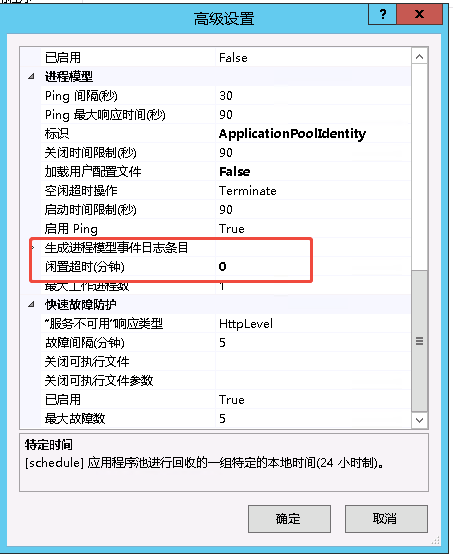 高级设置
?
x
已启用 False
进程模型
Ping 间隔(秒) 30
Ping 最大响应时间(秒) 90
标识 ApplicationPoolIdentity
关闭时间限制(秒) 90
加载用户配置文件 False
空闲超时操作 Terminate
启动时间限制(秒) 90
启用 Ping True
生成进程模型事件日志条目
闲置超时(分钟) 0
最大工作进程数 1
快速故障防护
“服务不可用”响应类型 HttpLevel
故障间隔(分钟) 5
关闭可执行文件
关闭可执行文件参数
已启用 True
最大故障数 5
特定时间
[schedule] 应用程序池进行回收的一组特定的本地时间(24 小时制)。
确定
取消